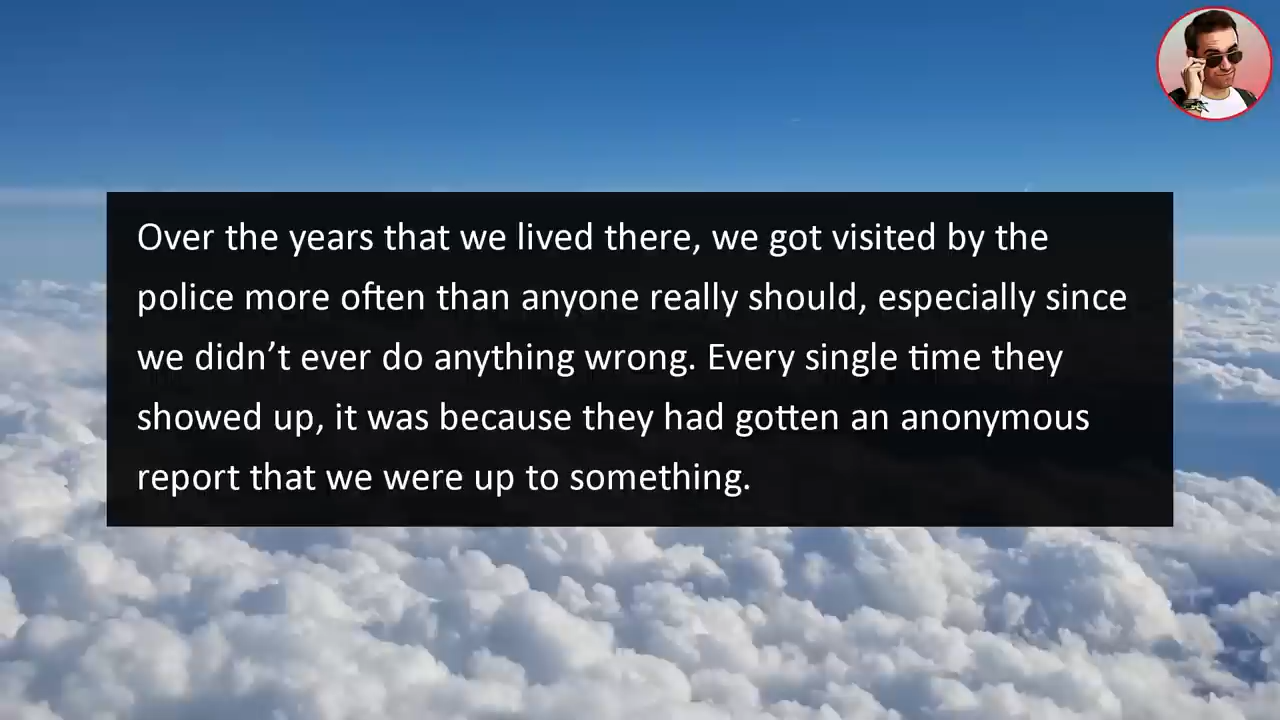 Over the years that we lived there, we got visited by the
police more often than anyone really should, especially since
we didn’t ever do anything wrong. Every single time they
showed up, it was because they had gotten an anonymous
report that we were up to something.